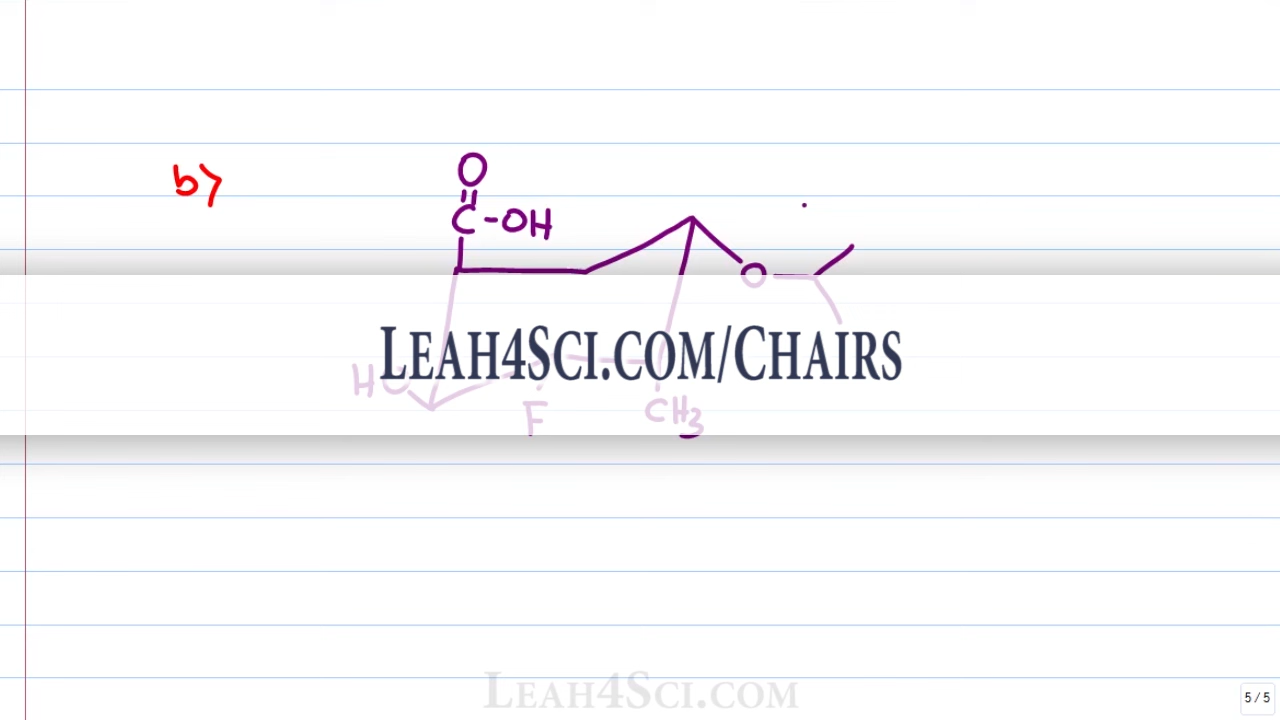 b)
O
C-OH
O
LEAH4SCI.COM/CHAIRS
HO
F
CH3
LEAH4SCI.COM
5 / 5